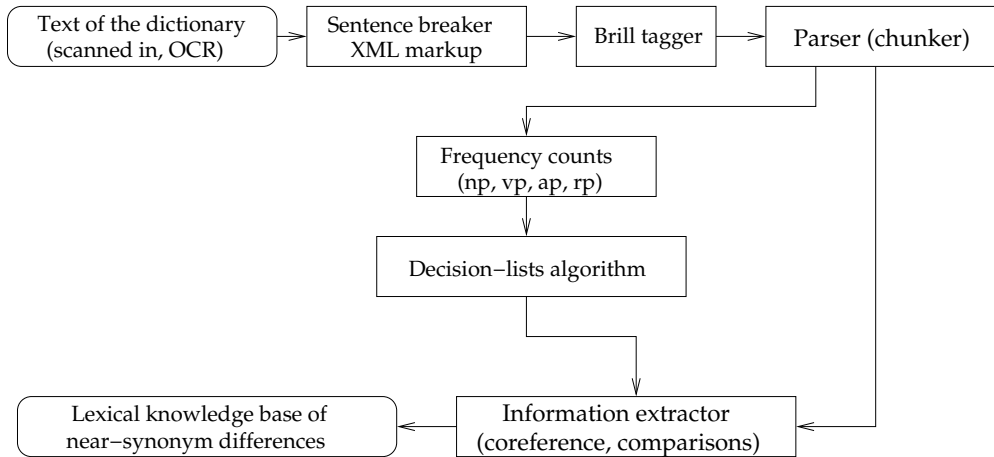 Text of the dictionary
(scanned in, OCR)
Sentence breaker
XML markup
Brill tagger
Parser (chunker)
Frequency counts
(np, vp, ap, rp)
Decision−lists algorithm
Information extractor
(coreference, comparisons)
Lexical knowledge base of
near−synonym differences